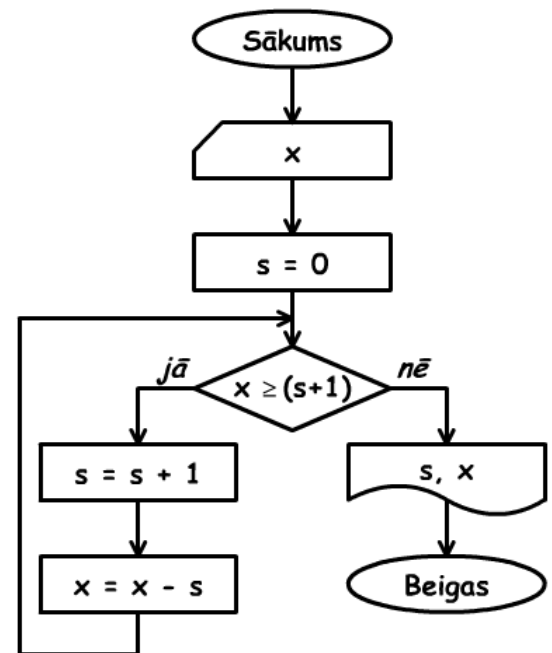 Sākums
x
s = 0
x ≥ (s+1)
jā
nē
s = s + 1
x = x - s
s, x
Beigas